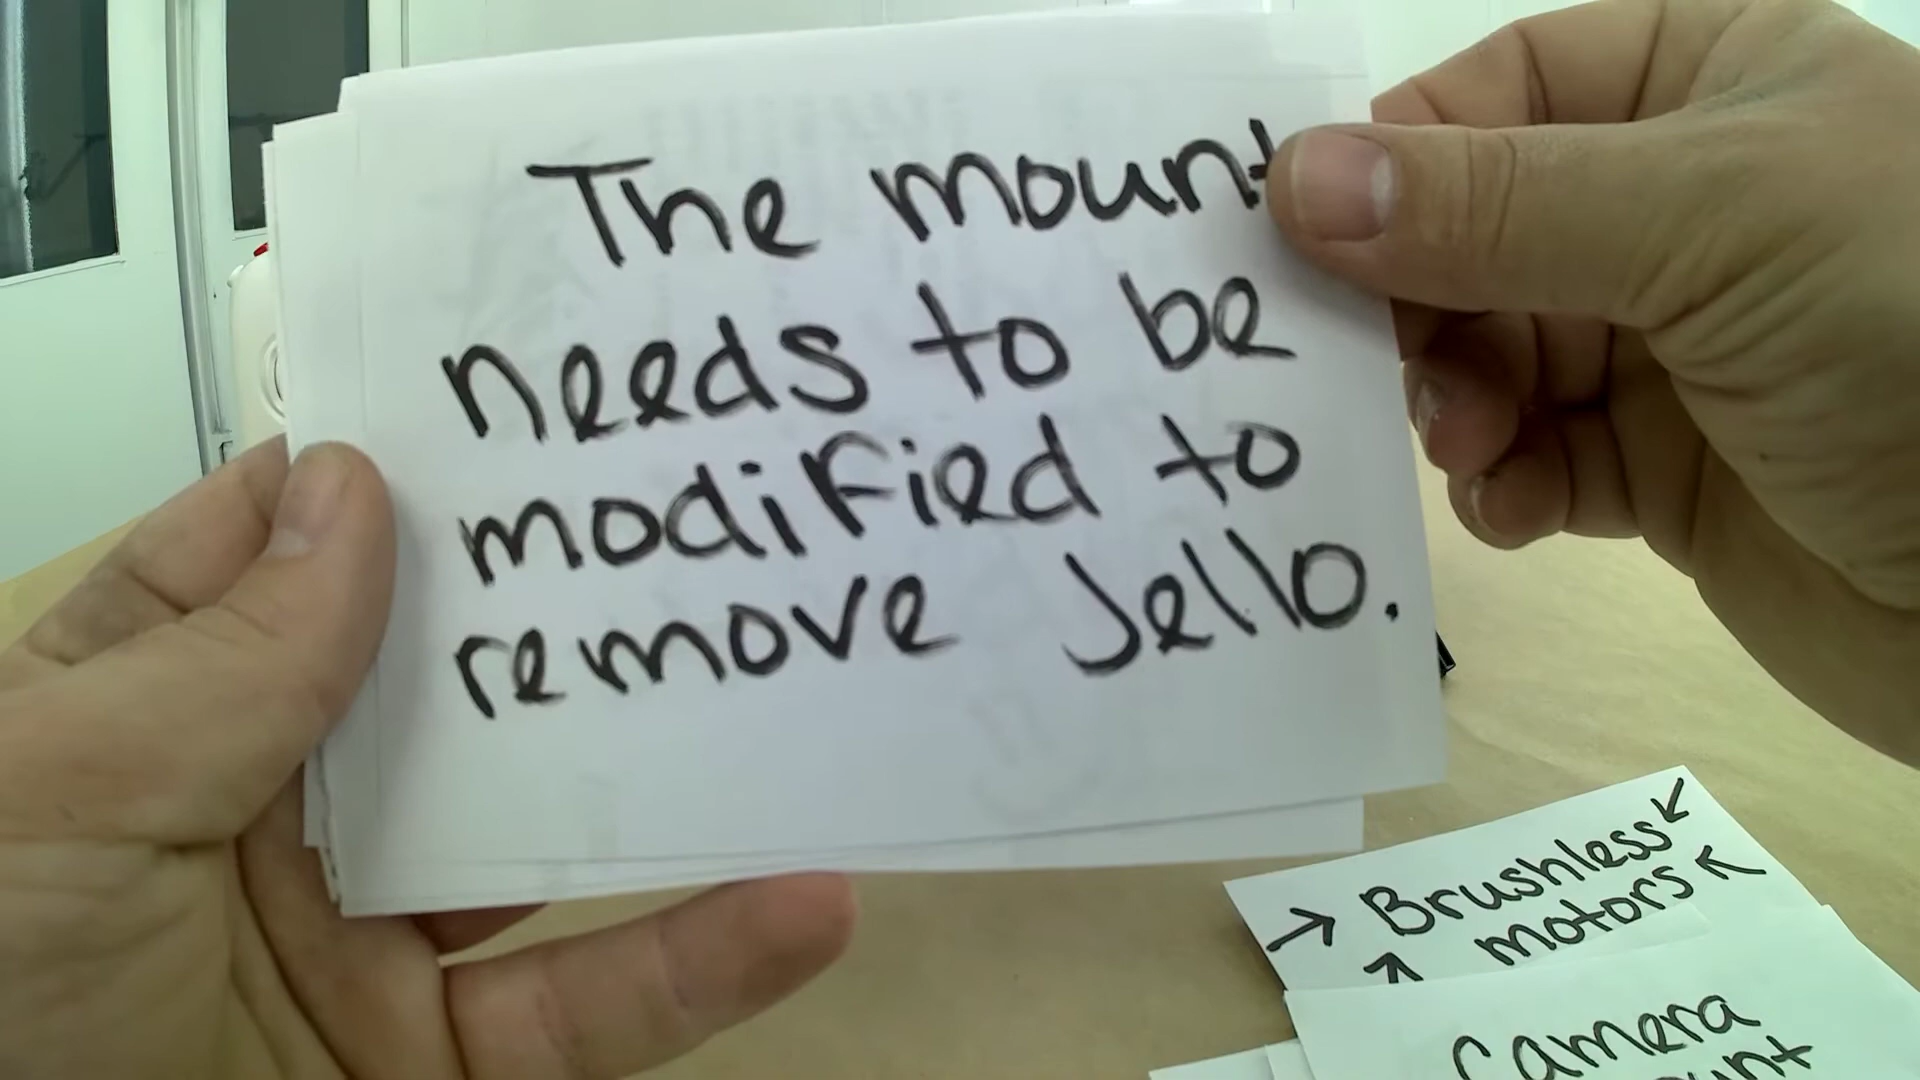 The mount
needs to be
modified to
remove Jello.
→ Brushless ↙
↗ motors ↖
Camera